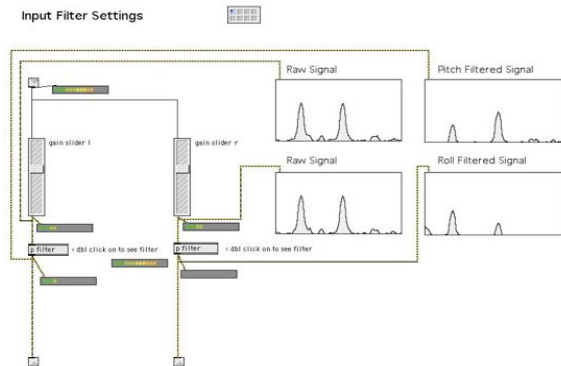 Input Filter Settings
Raw Signal
Pitch Filtered Signal
gain slider l
gain slider r
Raw Signal
Roll Filtered Signal
p filter
< dbl click on to see filter
p filter
< dbl click on to see filter